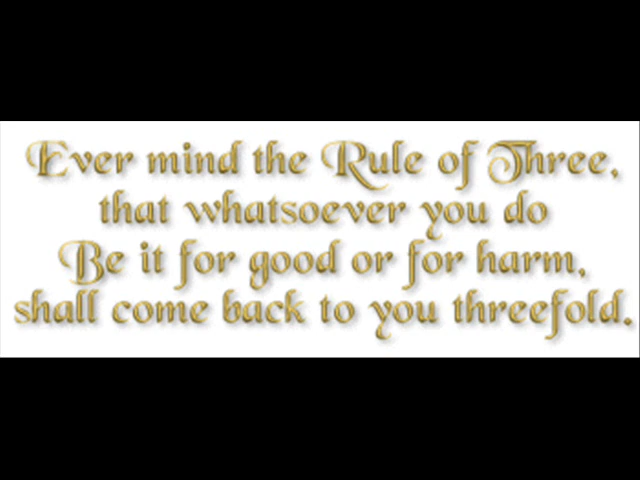 Ever mind the Rule of Three,
that whatsoever you do
Be it for good or for harm,
shall come back to you threefold.